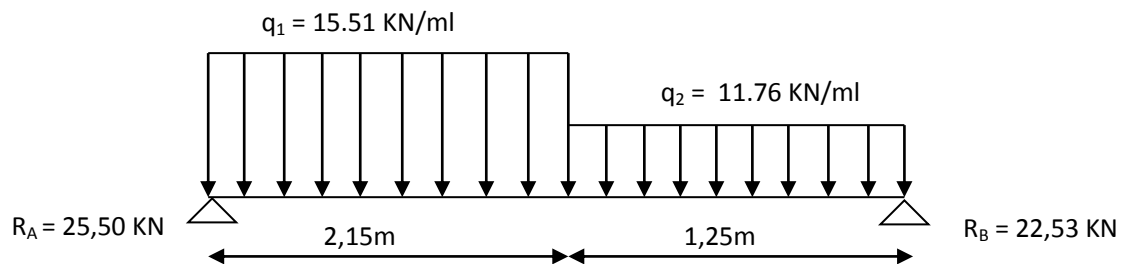 q₁ = 15.51 KN/ml
q₂ = 11.76 KN/ml
R_A = 25,50 KN
2,15m
1,25m
R_B = 22,53 KN